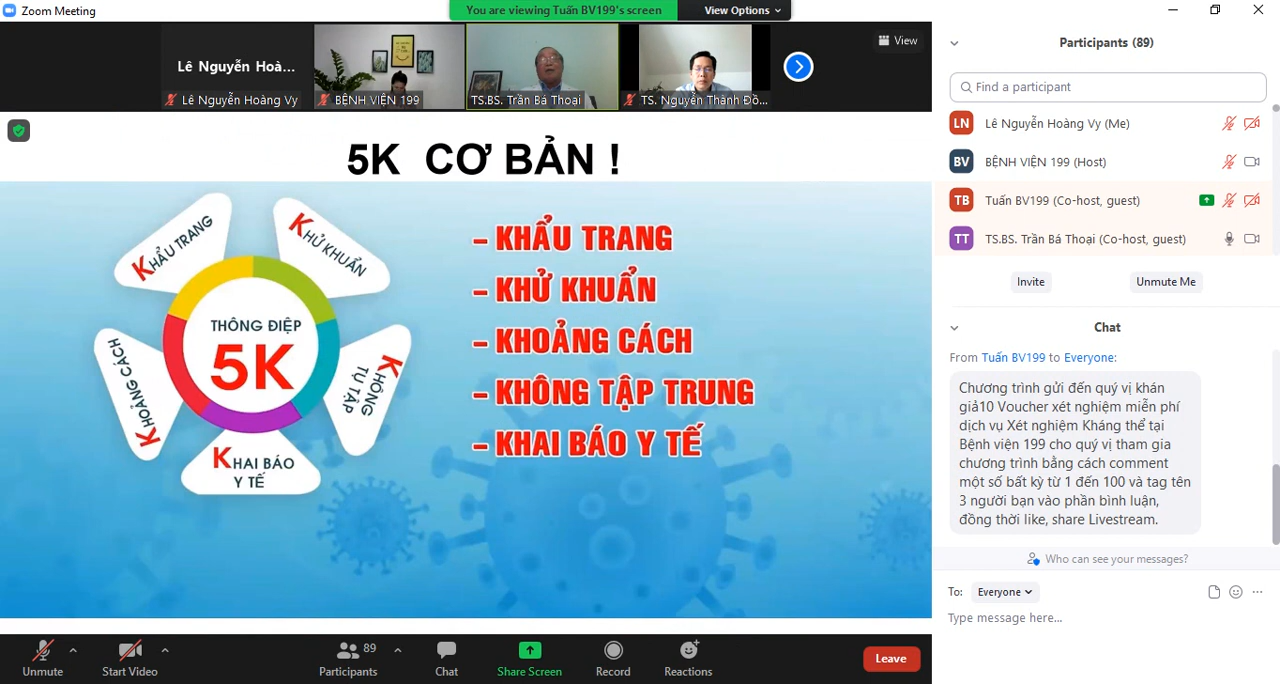 Zoom Meeting
You are viewing Tuấn BV199's screen
View Options
Lê Nguyễn Hoà...
Lê Nguyễn Hoàng Vy
BỆNH VIỆN 199
TS.BS. Trần Bá Thoại
TS. Nguyễn Thành Đồ...
View
5K CƠ BẢN !
KHẨU TRANG
KHỬ KHUẨN
KHOẢNG CÁCH
KHÔNG
TỤ TẬP
KHAI BÁO
Y TẾ
THÔNG ĐIỆP
5K
– KHẨU TRANG
– KHỬ KHUẨN
– KHOẢNG CÁCH
– KHÔNG TẬP TRUNG
– KHAI BÁO Y TẾ
Participants (89)
Find a participant
LN Lê Nguyễn Hoàng Vy (Me)
BV BỆNH VIỆN 199 (Host)
TB Tuấn BV199 (Co-host, guest)
TT TS.BS. Trần Bá Thoại (Co-host, guest)
Invite
Unmute Me
Chat
From Tuấn BV199 to Everyone:
Chương trình gửi đến quý vị khán
giả10 Voucher xét nghiệm miễn phí
dịch vụ Xét nghiệm Kháng thể tại
Bệnh viện 199 cho quý vị tham gia
chương trình bằng cách comment
một số bất kỳ từ 1 đến 100 và tag tên
3 người bạn vào phần bình luận,
đồng thời like, share Livestream.
Who can see your messages?
To: Everyone
Type message here...
Unmute
Start Video
89
Participants
Chat
Share Screen
Record
Reactions
Leave